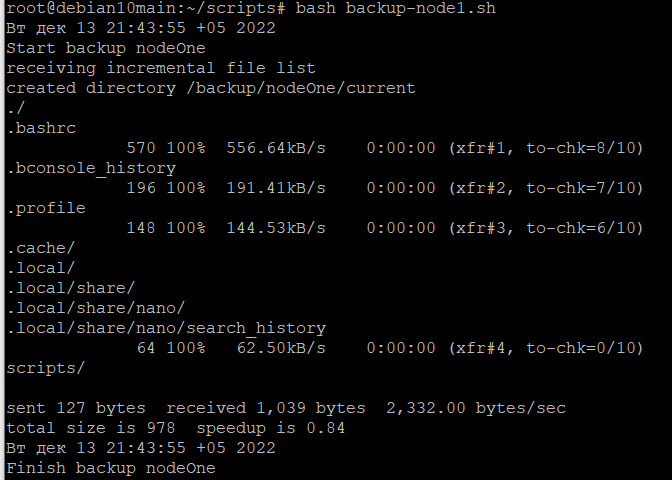 root@debian10main:~/scripts# bash backup-node1.sh
Вт дек 13 21:43:55 +05 2022
Start backup nodeOne
receiving incremental file list
created directory /backup/nodeOne/current
./
.bashrc
570 100%  556.64kB/s    0:00:00 (xfr#1, to-chk=8/10)
.bconsole_history
196 100%  191.41kB/s    0:00:00 (xfr#2, to-chk=7/10)
.profile
148 100%  144.53kB/s    0:00:00 (xfr#3, to-chk=6/10)
.cache/
.local/
.local/share/
.local/share/nano/
.local/share/nano/search_history
64 100%   62.50kB/s    0:00:00 (xfr#4, to-chk=0/10)
scripts/
sent 127 bytes  received 1,039 bytes  2,332.00 bytes/sec
total size is 978  speedup is 0.84
Вт дек 13 21:43:55 +05 2022
Finish backup nodeOne